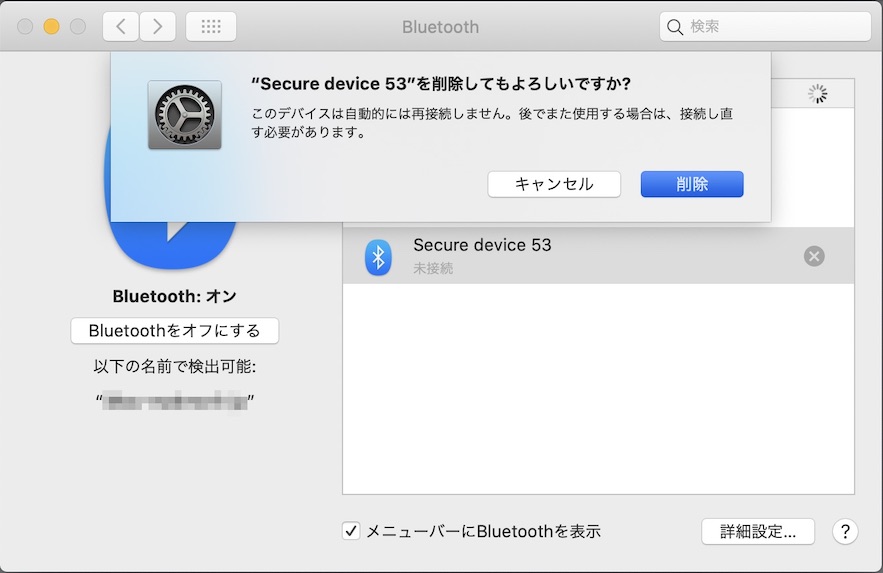 Bluetooth
検索
“Secure device 53”を削除してもよろしいですか?
このデバイスは自動的には再接続しません。後でまた使用する場合は、接続し直
す必要があります。
キャンセル
削除
Secure device 53
未接続
Bluetooth: オン
Bluetoothをオフにする
以下の名前で検出可能:
メニューバーにBluetoothを表示
詳細設定...
?